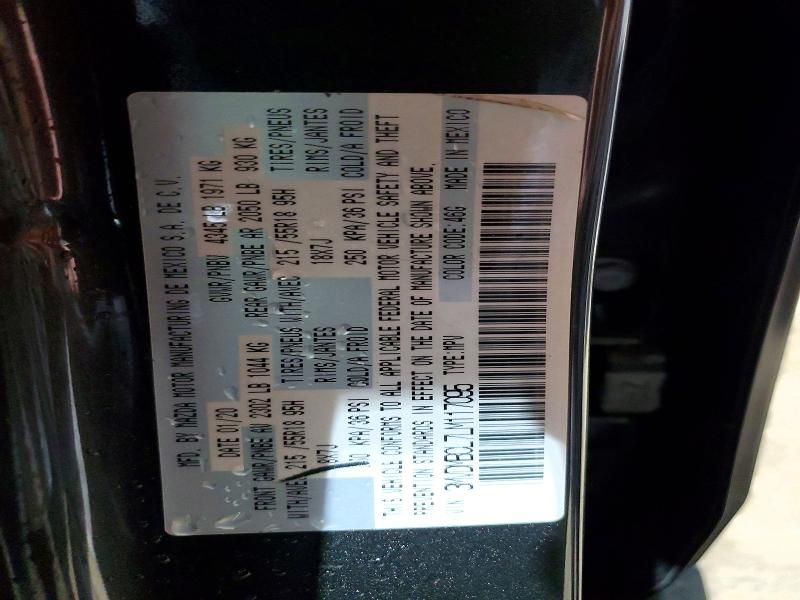 MFD. BY MAZDA MOTOR MANUFACTURING DE MEXICO S.A. DE C.V.
DATE 01/20 GVWR/PNBV 4345 LB 1971 KG
FRONT GAWR/PNBE AV 2302 LB 1044 KG REAR GAWR/PNBE AR 2050 LB 930 KG
WITH/AVEC 215 /55R18 95H TIRES/PNEUS WITH/AVEC 215 /55R18 95H TIRES/PNEUS
18X7J RIMS/JANTES 18X7J RIMS/JANTES
KPA/36 PSI COLD/A FROID 250 KPA/36 PSI COLD/A FROID
THIS VEHICLE CONFORMS TO ALL APPLICABLE FEDERAL MOTOR VEHICLE SAFETY AND THEFT
PREVENTION STANDARDS IN EFFECT ON THE DATE OF MANUFACTURE SHOWN ABOVE.
TYPE:MPV COLOR CODE:46G MADE IN MEXICO